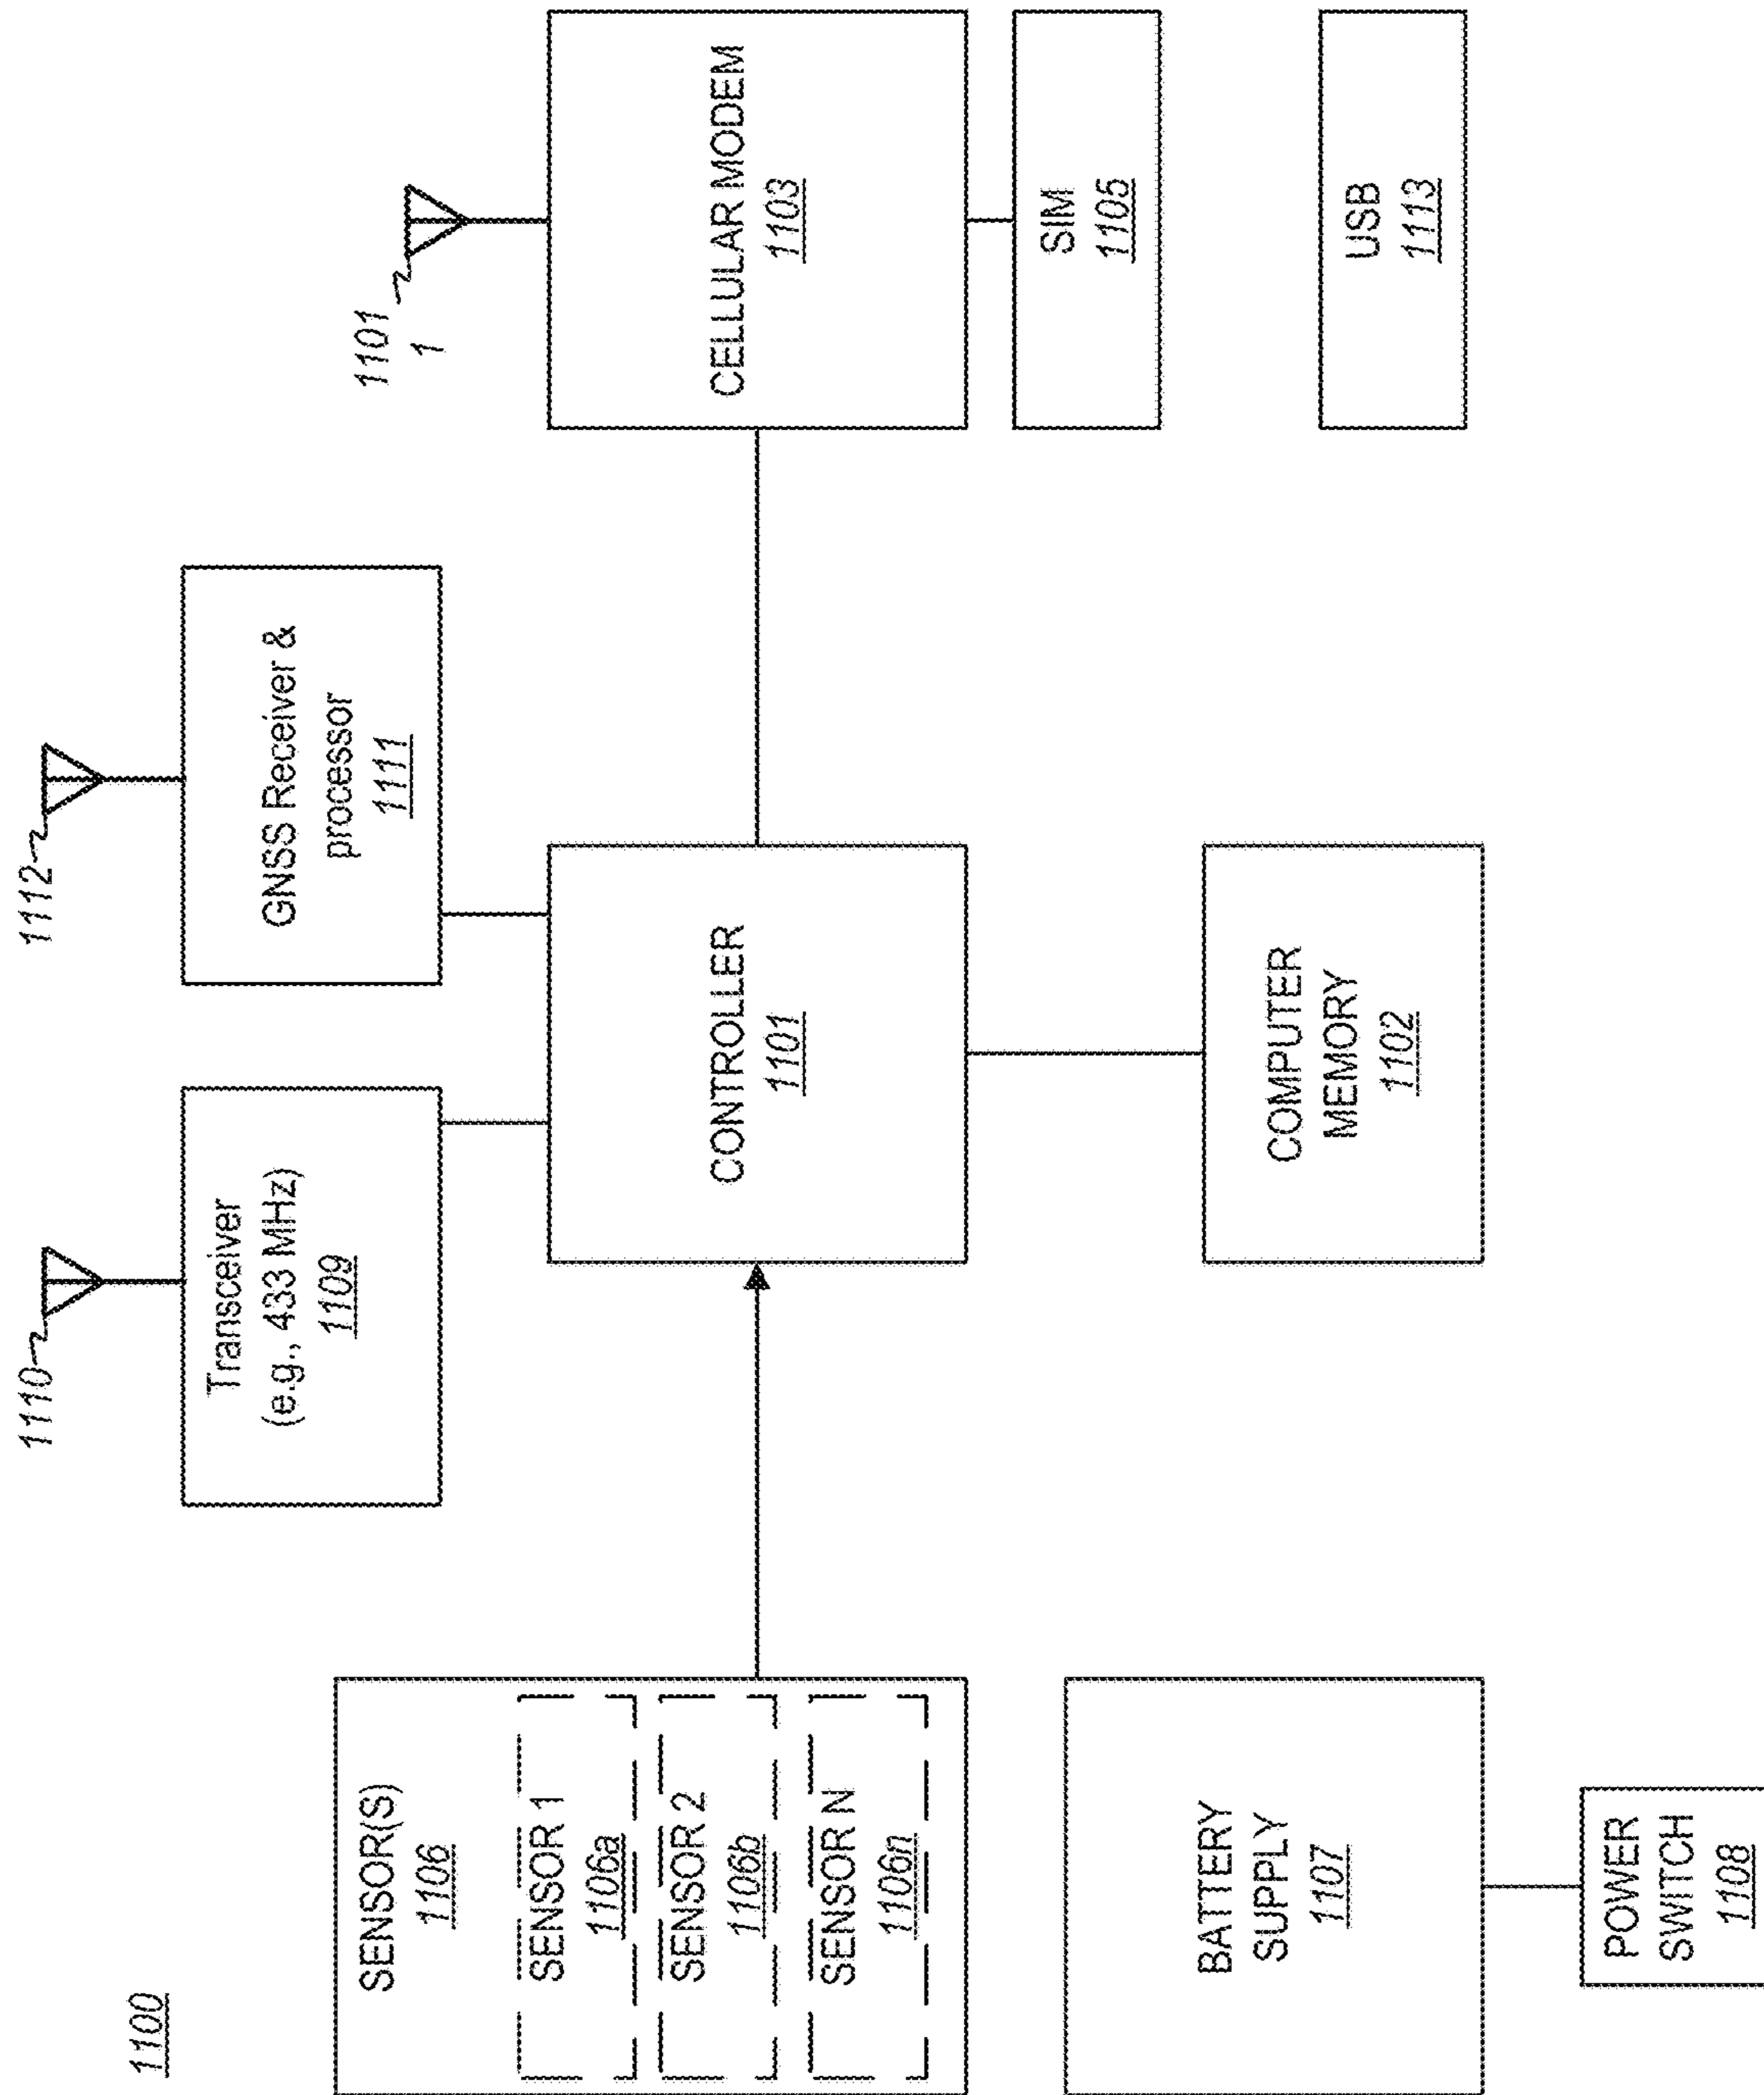 1100
1110
1112
Transceiver
(e.g., 433 MHz)
1109
GNSS Receiver &
processor
1111
1101
1
SENSOR(S)
1106
SENSOR 1
1106a
SENSOR 2
1106b
SENSOR N
1106n
CONTROLLER
1101
CELLULAR MODEM
1103
SIM
1105
BATTERY
SUPPLY
1107
COMPUTER
MEMORY
1102
USB
1113
POWER
SWITCH
1108